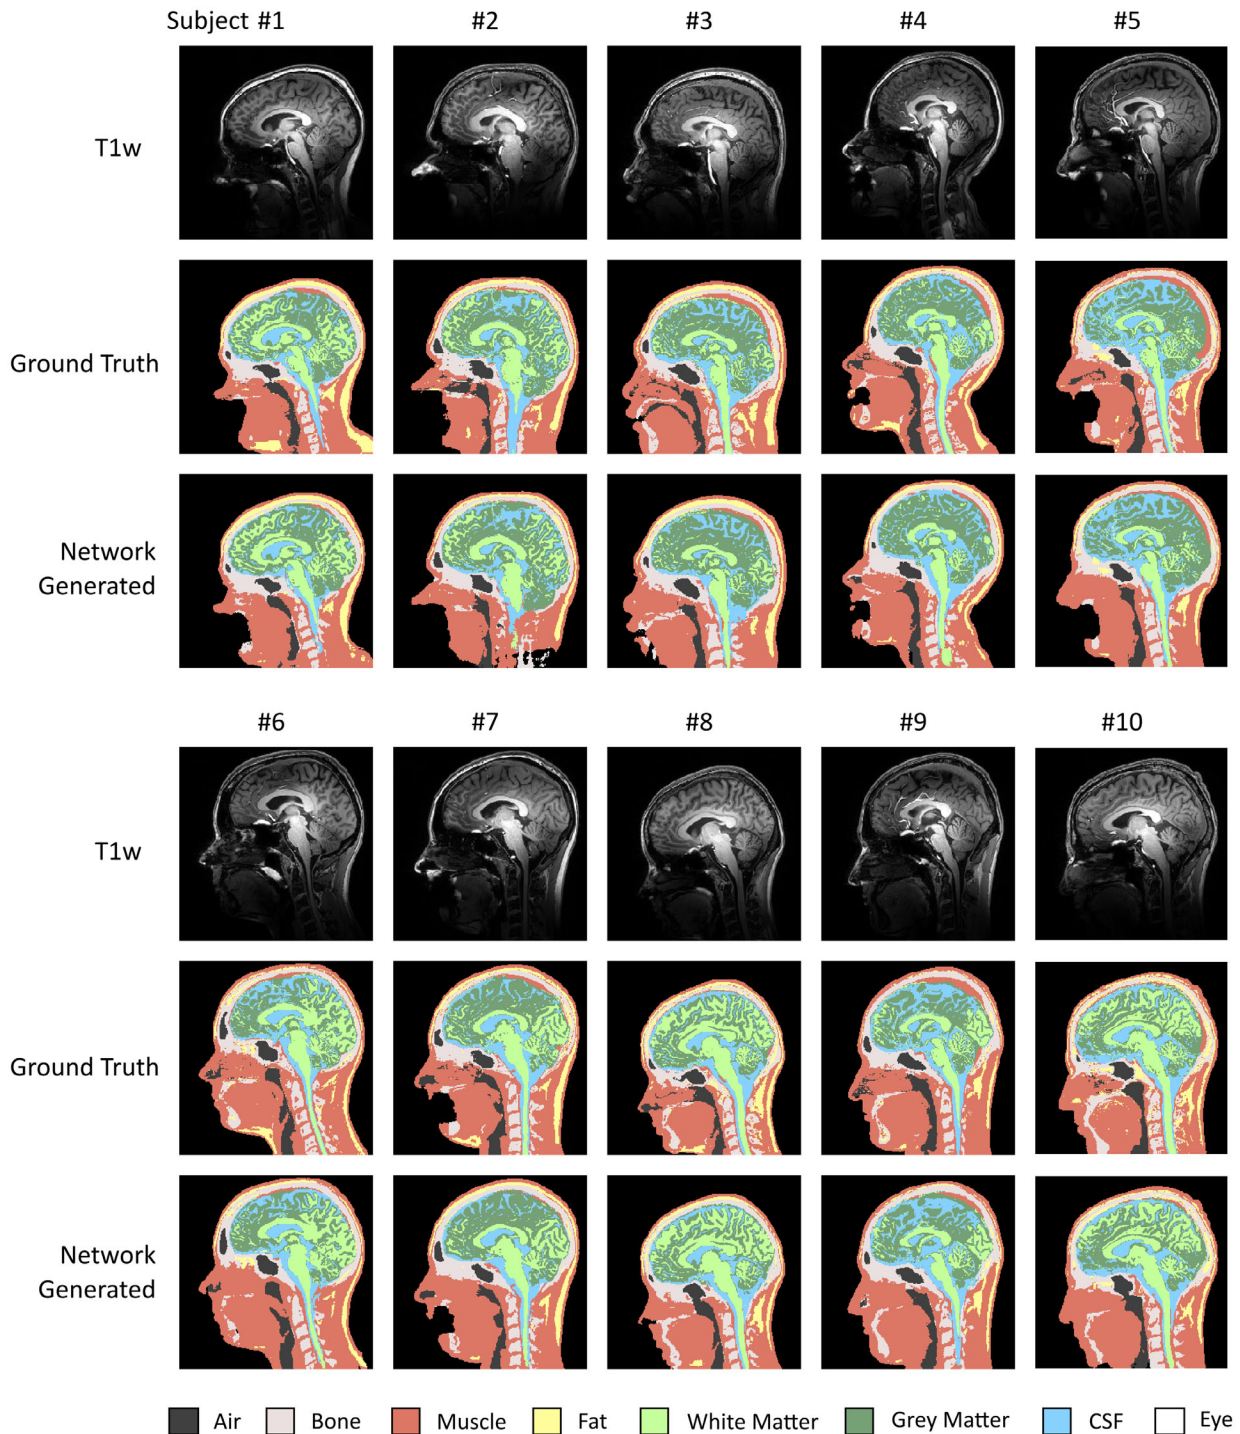 Subject #1 #2 #3 #4 #5
T1w
Ground Truth
Network
Generated
#6 #7 #8 #9 #10
T1w
Ground Truth
Network
Generated
Air Bone Muscle Fat White Matter Grey Matter CSF Eye